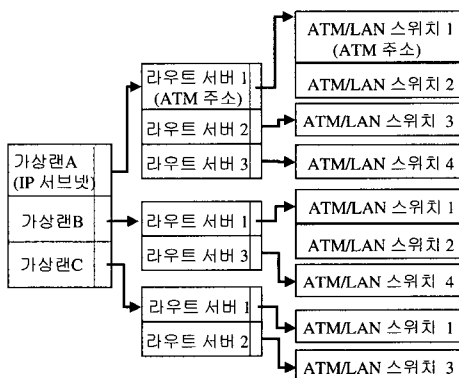 가상랜A
(IP 서브넷)
가상랜B
가상랜C
라우트 서버 1
(ATM 주소)
라우트 서버 2
라우트 서버 3
라우트 서버 1
라우트 서버 3
라우트 서버 1
라우트 서버 2
ATM/LAN 스위치 1
(ATM 주소)
ATM/LAN 스위치 2
ATM/LAN 스위치 3
ATM/LAN 스위치 4
ATM/LAN 스위치 1
ATM/LAN 스위치 2
ATM/LAN 스위치 4
ATM/LAN 스위치 1
ATM/LAN 스위치 3